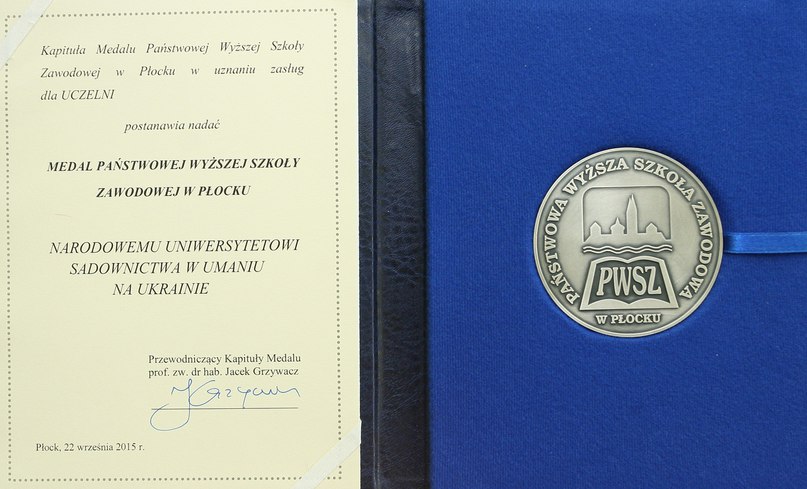 Kapituła Medalu Państwowej Wyższej Szkoły
Zawodowej w Płocku w uznaniu zasług
dla UCZELNI
postanawia nadać
MEDAL PAŃSTWOWEJ WYŻSZEJ SZKOŁY
ZAWODOWEJ W PŁOCKU
NARODOWEMU UNIWERSYTETOWI
SADOWNICTWA W UMANIU
NA UKRAINIE
Przewodniczący Kapituły Medalu
prof. zw. dr hab. Jacek Grzywacz
Płock, 22 września 2015 r.
PAŃSTWOWA WYŻSZA SZKOŁA ZAWODOWA
PWSZ
W PŁOCKU